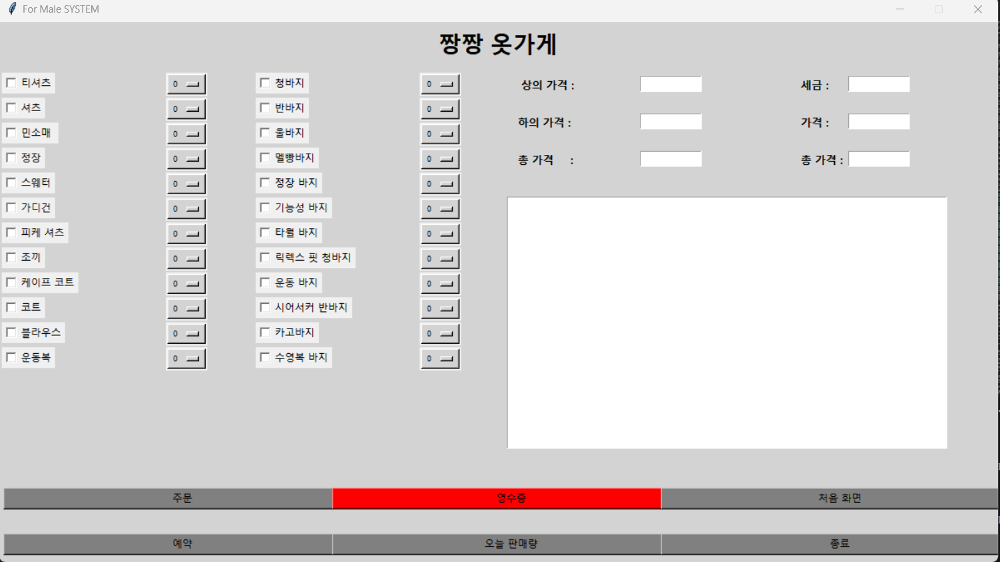 For Male SYSTEM
짱짱 옷가게
티셔츠 0 청바지 0 상의 가격 : 세금 :
셔츠 0 반바지 0
민소매 0 울바지 0 하의 가격 : 가격 :
정장 0 멜빵바지 0 총 가격 : 총 가격 :
스웨터 0 정장 바지 0
가디건 0 기능성 바지 0
피케 셔츠 0 타월 바지 0
조끼 0 릭렉스 핏 청바지 0
케이프 코트 0 운동 바지 0
코트 0 시어서커 반바지 0
블라우스 0 카고바지 0
운동복 0 수영복 바지 0
주문 영수증 처음 화면
예약 오늘 판매량 종료